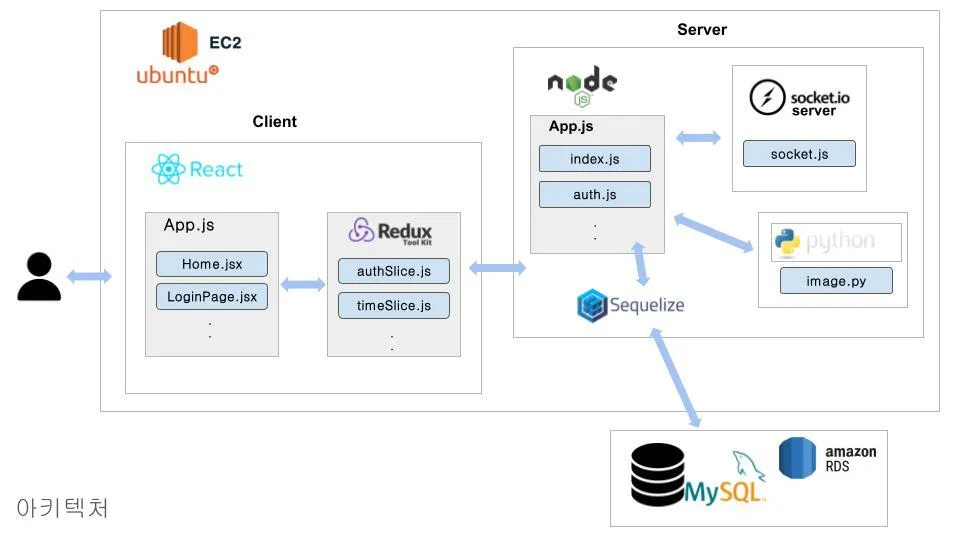 EC2
ubuntu
Server
node
JS
App.js
index.js
auth.js
.
.
socket.io
server
socket.js
python
image.py
Sequelize
Client
React
App.js
Home.jsx
LoginPage.jsx
.
.
Redux
Tool Kit
authSlice.js
timeSlice.js
.
.
MySQL
amazon
RDS
아키텍처